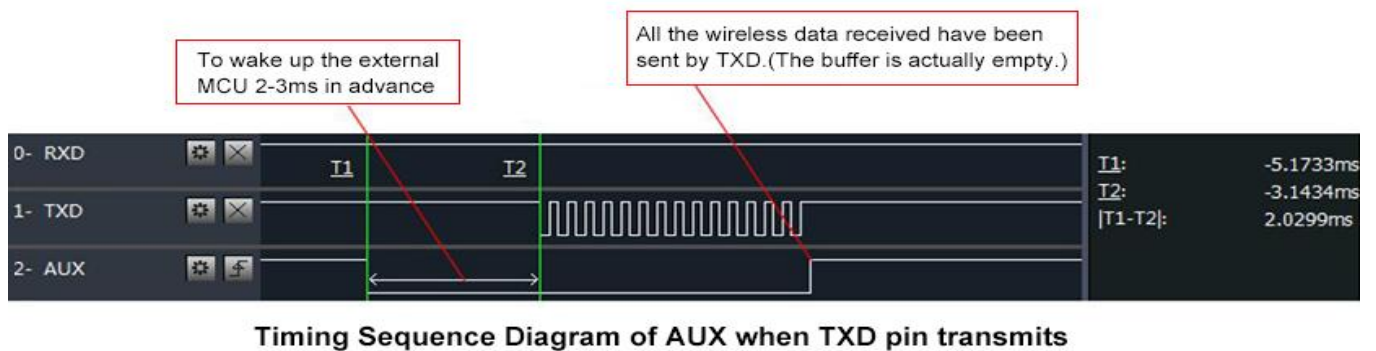 To wake up the external
MCU 2-3ms in advance
All the wireless data received have been
sent by TXD.(The buffer is actually empty.)
0- RXD
T1
T2
T1: -5.1733ms
T2: -3.1434ms
|T1-T2|: 2.0299ms
1- TXD
2- AUX
Timing Sequence Diagram of AUX when TXD pin transmits